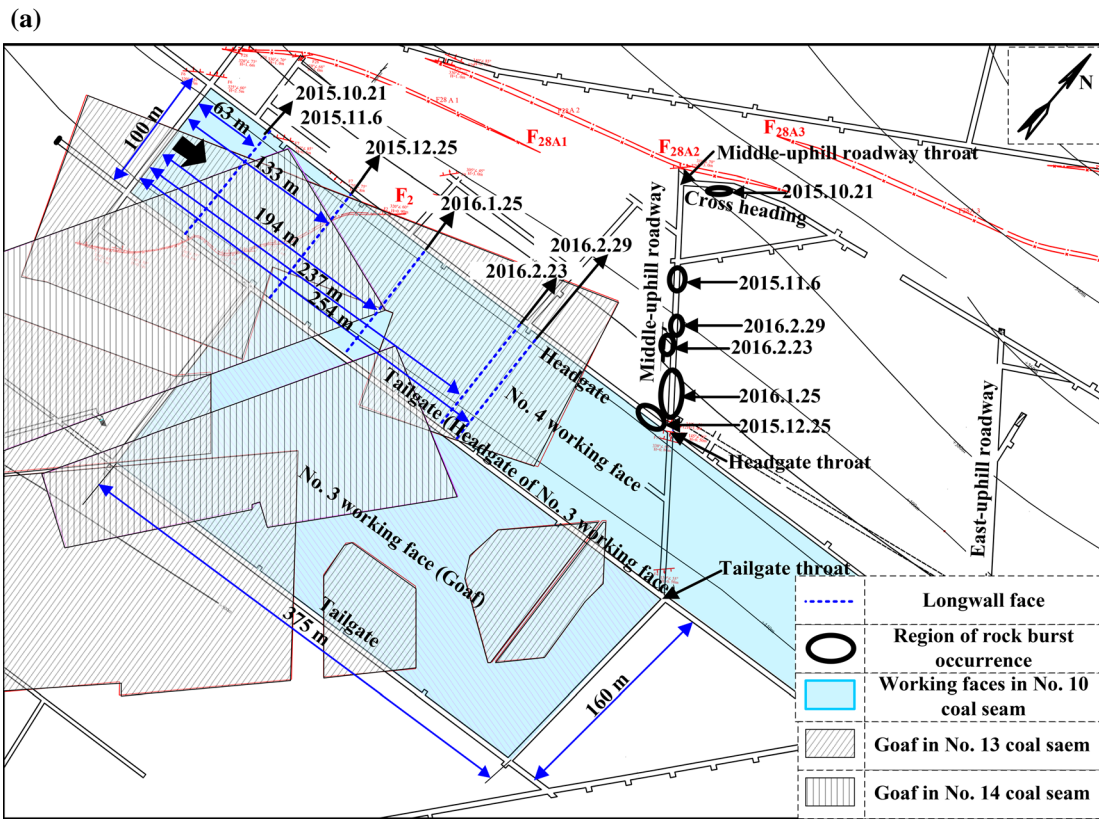 (a)
N
100 m
63 m
133 m
194 m
237 m
254 m
2015.10.21
2015.11.6
2015.12.25
2016.1.25
2016.2.23
2016.2.29
F2
F28A1
F28A2
F28A3
Middle-uphill roadway throat
2015.10.21
Cross heading
Middle-uphill roadway
2015.11.6
2016.2.29
2016.2.23
2016.1.25
2015.12.25
Headgate throat
East-uphill roadway
Headgate
No. 4 working face
Tailgate (Headgate of No. 3 working face)
No. 3 working face (Goaf)
Tailgate
Tailgate throat
375 m
160 m
Longwall face
Region of rock burst
occurrence
Working faces in No. 10
coal seam
Goaf in No. 13 coal saem
Goaf in No. 14 coal seam